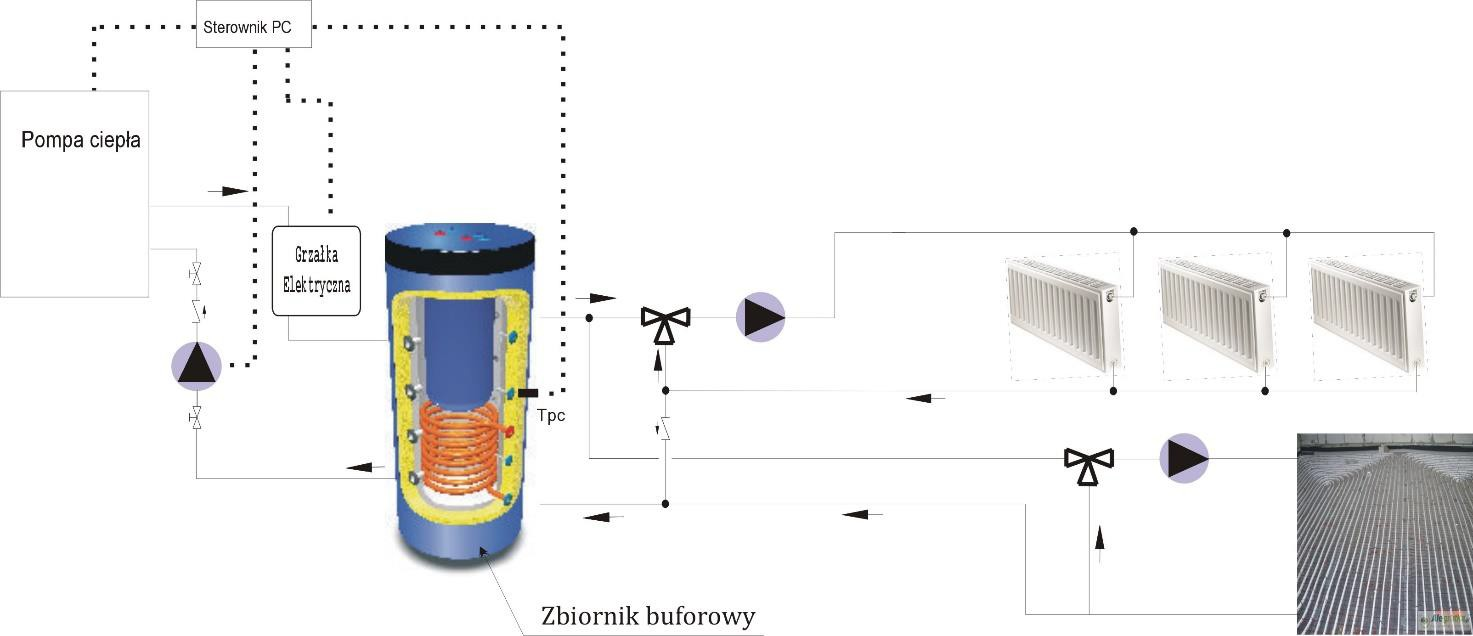 Sterownik PC
Pompa ciepła
Grzałka
Elektryczna
Tpc
Zbiornik buforowy